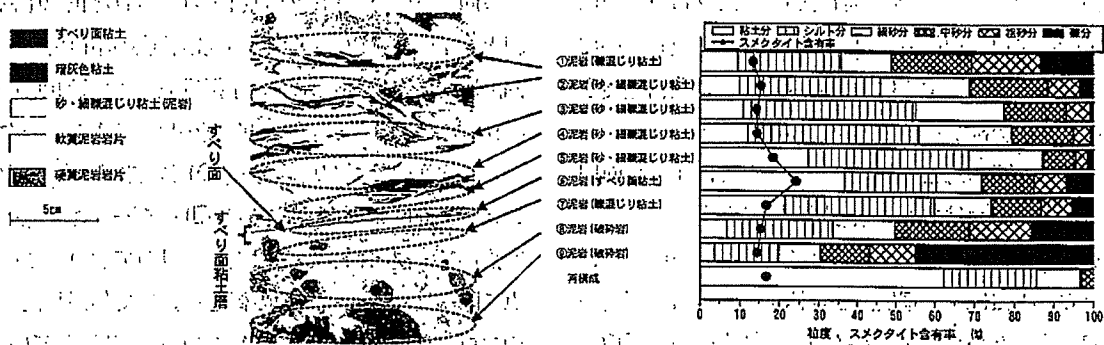 すべり面粘土
暗灰色粘土
砂・細礫混じり粘土(泥岩)
軟質泥岩岩片
硬質泥岩岩片
5cm
すべり面
すべり面粘土層
①泥岩(礫混じり粘土)
②泥岩(砂・細礫混じり粘土)
③泥岩(砂・細礫混じり粘土)
④泥岩(砂・細礫混じり粘土)
⑤泥岩(砂・細礫混じり粘土)
⑥泥岩(すべり面粘土)
⑦泥岩(礫混じり粘土)
⑧泥岩(破砕岩)
⑨泥岩(破砕岩)
再構成
粘土分 シルト分 細砂分 中砂分 粗砂分 礫分
スメクタイト含有率
0 10 20 30 40 50 60 70 80 90 100
粒度、スメクタイト含有率 (%)